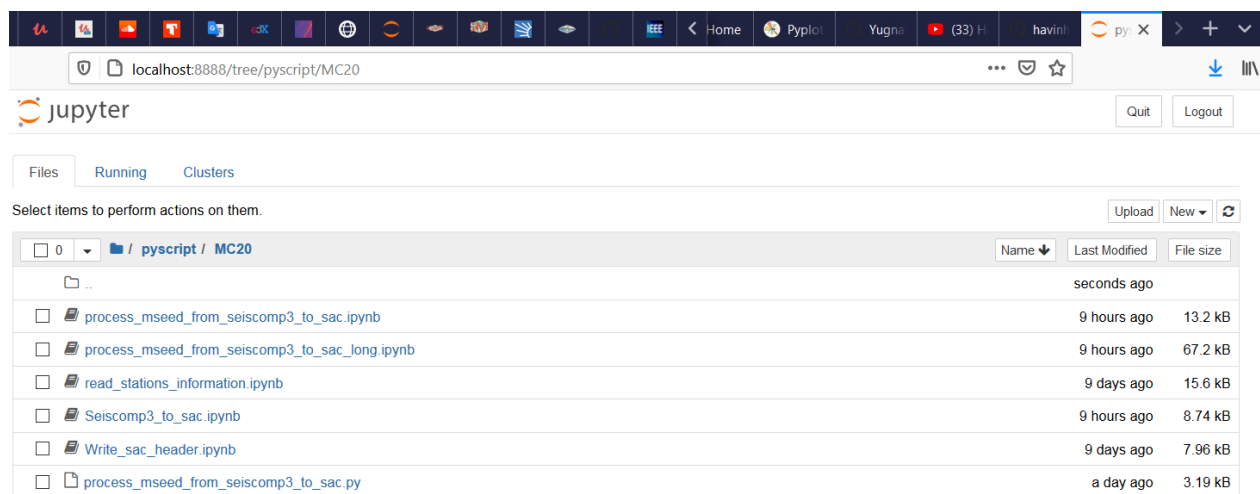 IEEE Home Pyplot Yugna (33) H havinh pys
localhost:8888/tree/pyscript/MC20
jupyter Quit Logout
Files Running Clusters
Select items to perform actions on them. Upload New
0 / pyscript / MC20 Name Last Modified File size
.. seconds ago
process_mseed_from_seiscomp3_to_sac.ipynb 9 hours ago 13.2 kB
process_mseed_from_seiscomp3_to_sac_long.ipynb 9 hours ago 67.2 kB
read_stations_information.ipynb 9 days ago 15.6 kB
Seiscomp3_to_sac.ipynb 9 hours ago 8.74 kB
Write_sac_header.ipynb 9 days ago 7.96 kB
process_mseed_from_seiscomp3_to_sac.py a day ago 3.19 kB